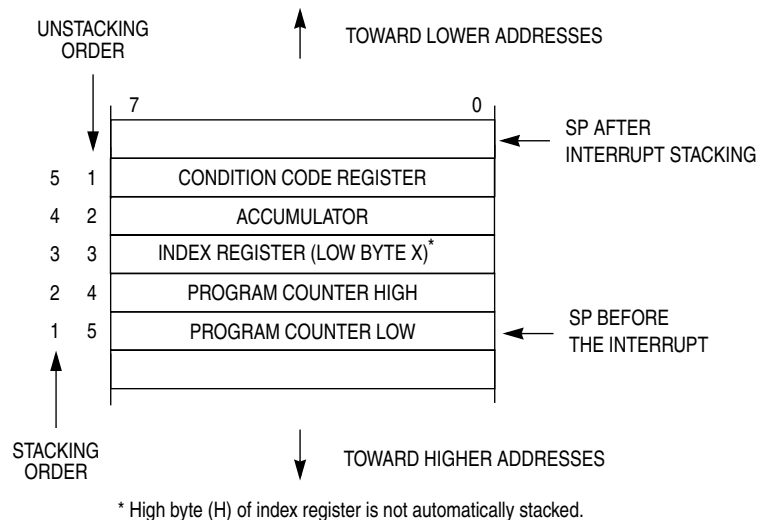 UNSTACKING
ORDER
TOWARD LOWER ADDRESSES
7 0
SP AFTER
INTERRUPT STACKING
5 1 CONDITION CODE REGISTER
4 2 ACCUMULATOR
3 3 INDEX REGISTER (LOW BYTE X)*
2 4 PROGRAM COUNTER HIGH
1 5 PROGRAM COUNTER LOW
SP BEFORE
THE INTERRUPT
STACKING
ORDER
TOWARD HIGHER ADDRESSES
* High byte (H) of index register is not automatically stacked.